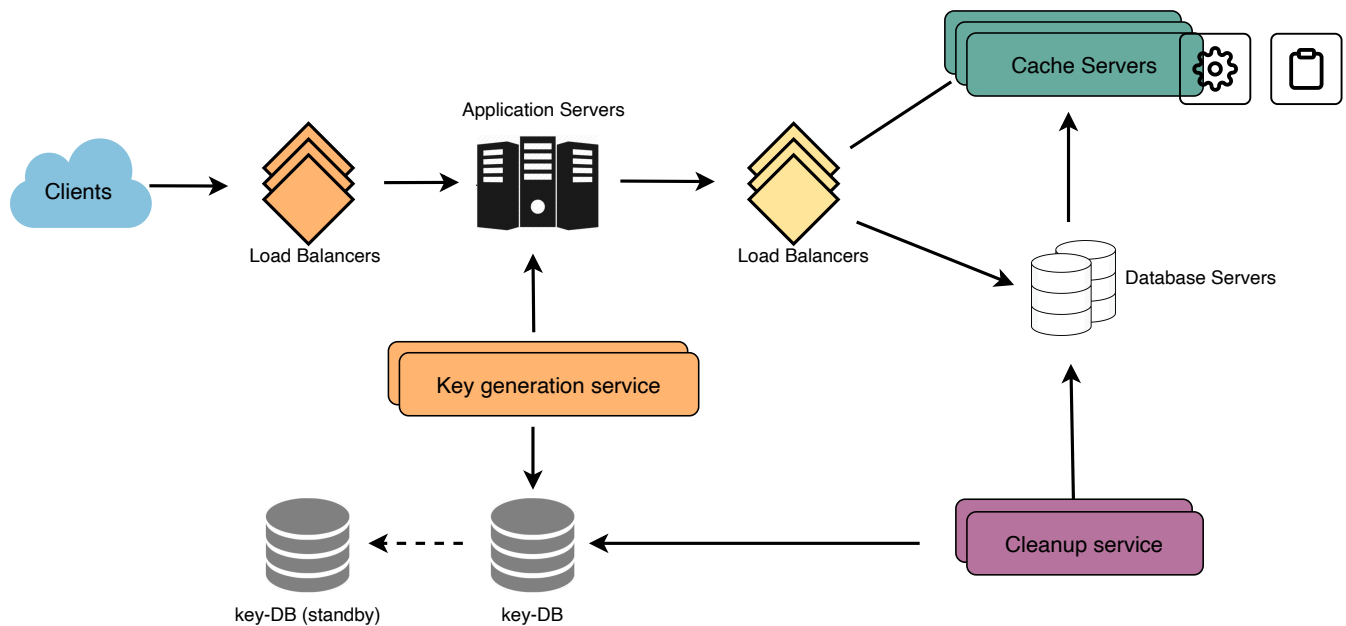 Cache Servers
Application Servers
Clients
Load Balancers
Load Balancers
Database Servers
Key generation service
Cleanup service
key-DB (standby)
key-DB